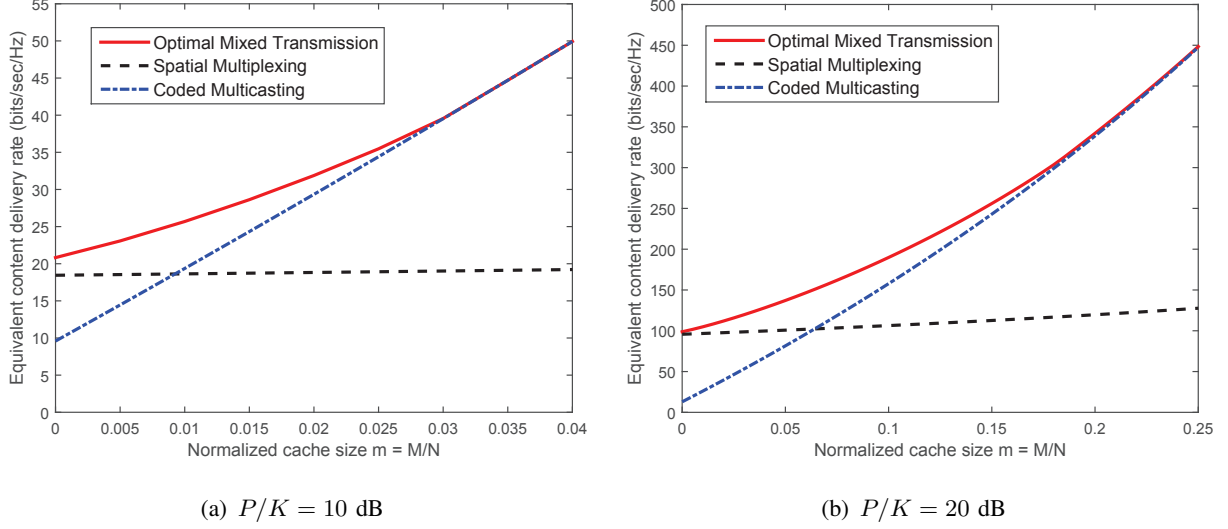 Equivalent content delivery rate (bits/sec/Hz)
50
45
40
35
30
25
20
15
10
5
0
Optimal Mixed Transmission
Spatial Multiplexing
Coded Multicasting
0 0.005 0.01 0.015 0.02 0.025 0.03 0.035 0.04
Normalized cache size m = M/N
(a) P/K = 10 dB
Equivalent content delivery rate (bits/sec/Hz)
500
450
400
350
300
250
200
150
100
50
0
Optimal Mixed Transmission
Spatial Multiplexing
Coded Multicasting
0 0.05 0.1 0.15 0.2 0.25
Normalized cache size m = M/N
(b) P/K = 20 dB